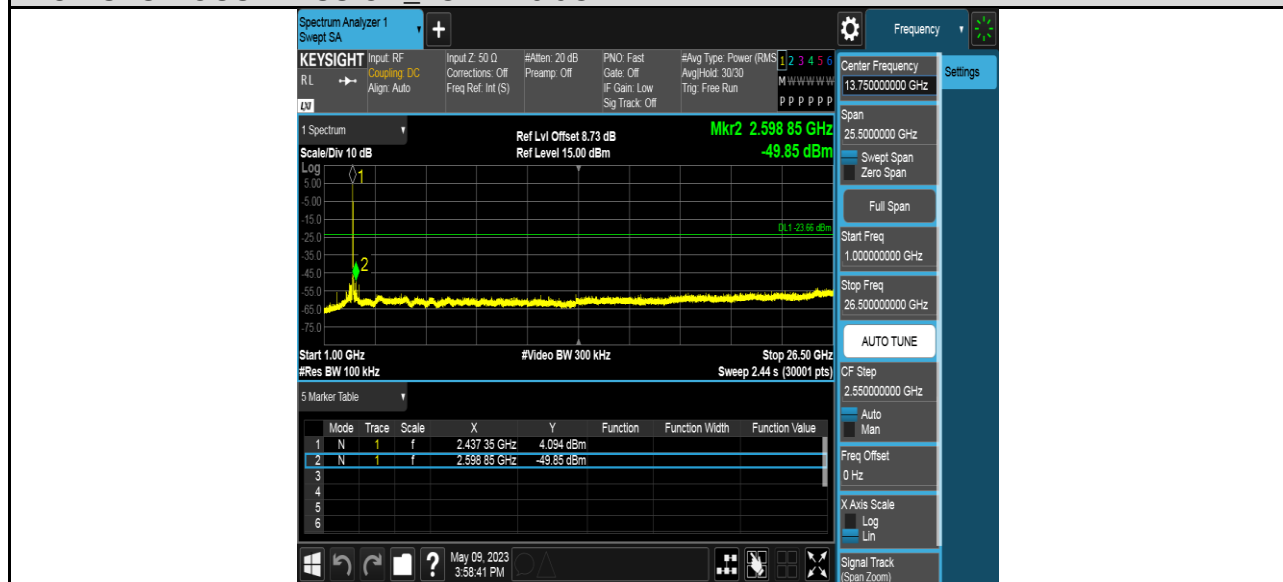 Spectrum Analyzer 1
Swept SA
+
Frequency
KEYSIGHT
RL
LXI
Input: RF
Coupling: DC
Align: Auto
Input Z: 50 Ω
Corrections: Off
Freq Ref: Int (S)
#Atten: 20 dB
Preamp: Off
PNO: Fast
Gate: Off
IF Gain: Low
Sig Track: Off
#Avg Type: Power (RMS
Avg|Hold: 30/30
Trig: Free Run
1 2 3 4 5 6
M W W W W W
P P P P P P
Center Frequency
13.750000000 GHz
Settings
Span
25.5000000 GHz
Swept Span
Zero Span
Full Span
Start Freq
1.000000000 GHz
Stop Freq
26.500000000 GHz
AUTO TUNE
CF Step
2.550000000 GHz
Auto
Man
Freq Offset
0 Hz
X Axis Scale
Log
Lin
Signal Track
(Span Zoom)
1 Spectrum
Scale/Div 10 dB
Ref Lvl Offset 8.73 dB
Ref Level 15.00 dBm
Mkr2 2.598 85 GHz
-49.85 dBm
Log
5.00
-5.00
-15.0
-25.0
-35.0
-45.0
-55.0
-65.0
-75.0
1
2
DL1 -23.66 dBm
Start 1.00 GHz
#Video BW 300 kHz
Stop 26.50 GHz
#Res BW 100 kHz
Sweep 2.44 s (30001 pts)
5 Marker Table
Mode Trace Scale X Y Function Function Width Function Value
1 N 1 f 2.437 35 GHz 4.094 dBm
2 N 1 f 2.598 85 GHz -49.85 dBm
3
4
5
6
?
May 09, 2023
3:58:41 PM